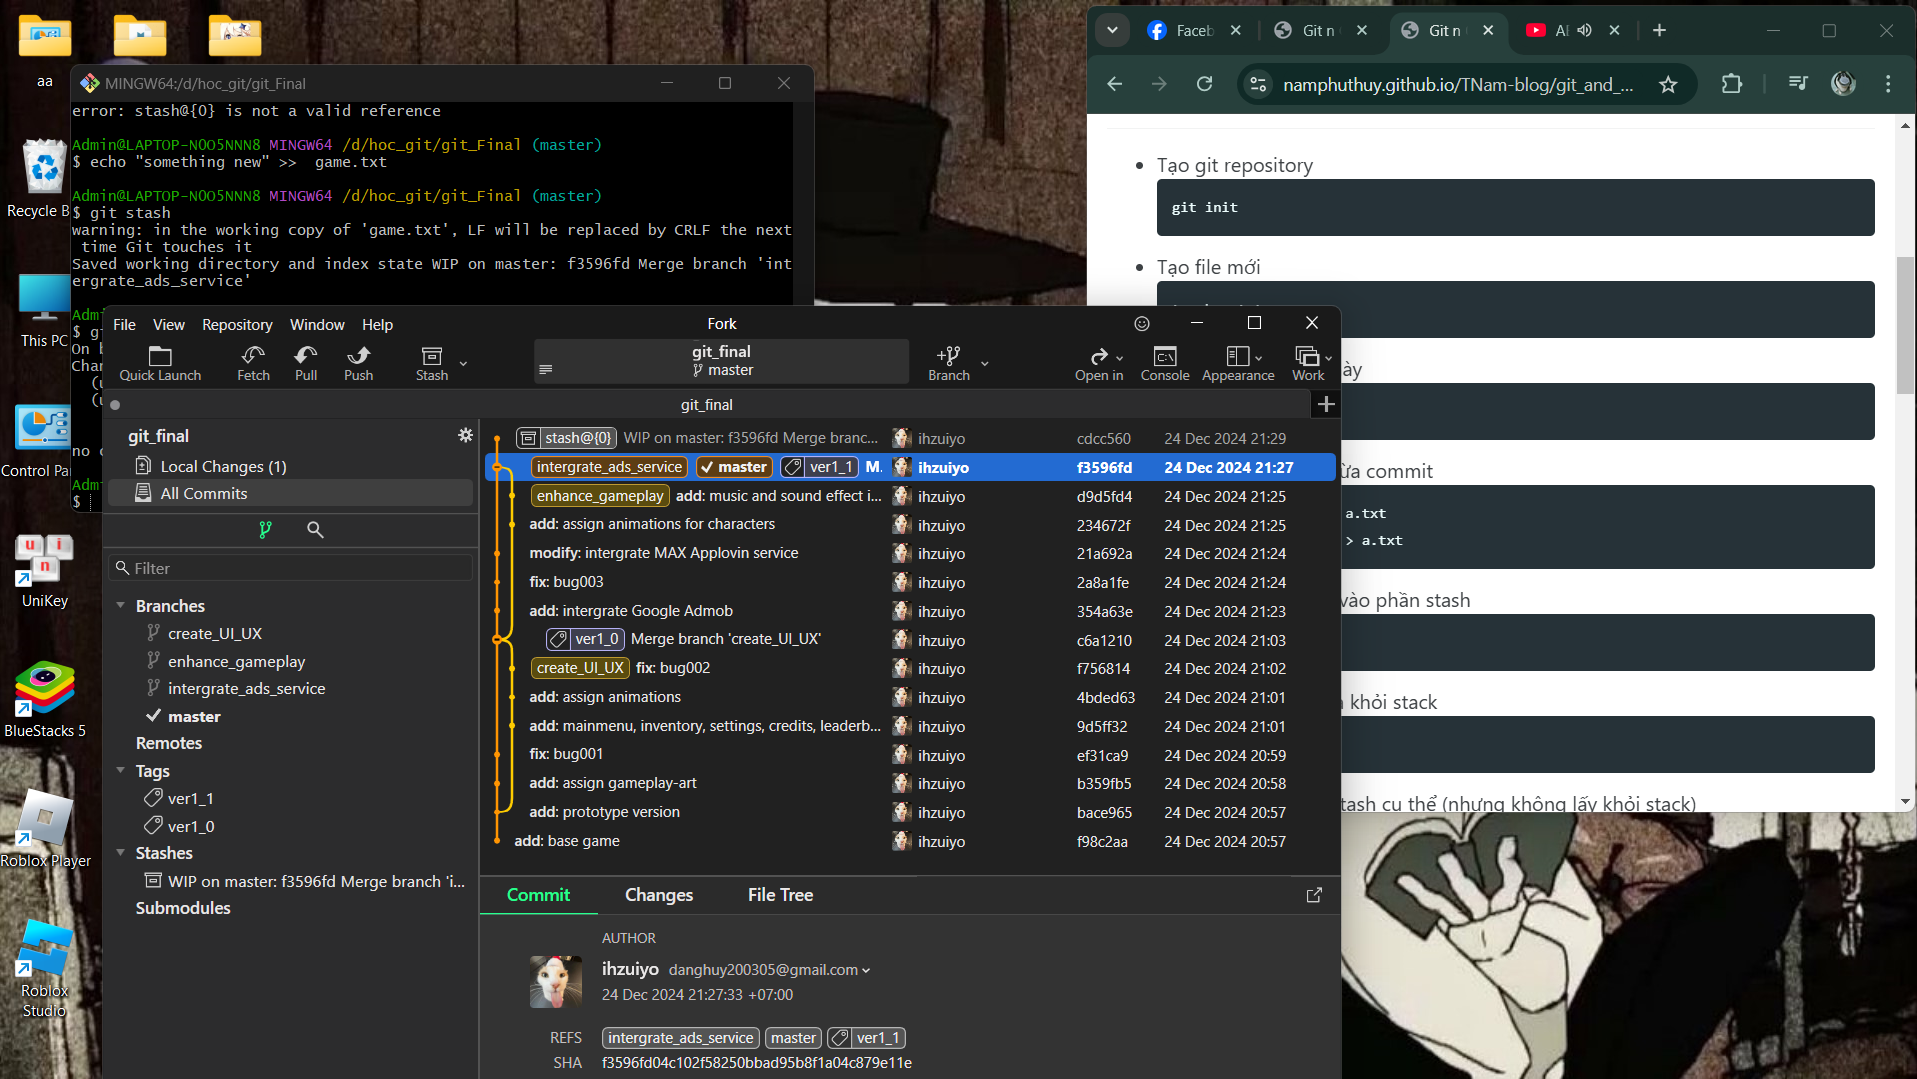 aa
Recycle B
This PC
Control Pa
UniKey
BlueStacks 5
Roblox Player
Roblox
Studio
MINGW64:/d/hoc_git/git_Final
error: stash@{0} is not a valid reference
Admin@LAPTOP-NOO5NNN8 MINGW64 /d/hoc_git/git_Final (master)
$ echo "something new" >>  game.txt
Admin@LAPTOP-NOO5NNN8 MINGW64 /d/hoc_git/git_Final (master)
$ git stash
warning: in the working copy of 'game.txt', LF will be replaced by CRLF the next
 time Git touches it
Saved working directory and index state WIP on master: f3596fd Merge branch 'int
ergrate_ads_service'
Adm
$ gi
On b
Chan
(u
(u
no c
Adm
$
File View Repository Window Help
Fork
Quick Launch
Fetch
Pull
Push
Stash
git_final
master
Branch
Open in
Console
Appearance
Work
git_final
git_final
Local Changes (1)
All Commits
Filter
Branches
create_UI_UX
enhance_gameplay
intergrate_ads_service
master
Remotes
Tags
ver1_1
ver1_0
Stashes
WIP on master: f3596fd Merge branch 'i...
Submodules
stash@{0} WIP on master: f3596fd Merge branc... ihzuiyo cdcc560 24 Dec 2024 21:29
intergrate_ads_service master ver1_1 M. ihzuiyo f3596fd 24 Dec 2024 21:27
enhance_gameplay add: music and sound effect i... ihzuiyo d9d5fd4 24 Dec 2024 21:25
add: assign animations for characters ihzuiyo 234672f 24 Dec 2024 21:25
modify: intergrate MAX Applovin service ihzuiyo 21a692a 24 Dec 2024 21:24
fix: bug003 ihzuiyo 2a8a1fe 24 Dec 2024 21:24
add: intergrate Google Admob ihzuiyo 354a63e 24 Dec 2024 21:23
ver1_0 Merge branch 'create_UI_UX' ihzuiyo c6a1210 24 Dec 2024 21:03
create_UI_UX fix: bug002 ihzuiyo f756814 24 Dec 2024 21:02
add: assign animations ihzuiyo 4bded63 24 Dec 2024 21:01
add: mainmenu, inventory, settings, credits, leaderb... ihzuiyo 9d5ff32 24 Dec 2024 21:01
fix: bug001 ihzuiyo ef31ca9 24 Dec 2024 20:59
add: assign gameplay-art ihzuiyo b359fb5 24 Dec 2024 20:58
add: prototype version ihzuiyo bace965 24 Dec 2024 20:57
add: base game ihzuiyo f98c2aa 24 Dec 2024 20:57
Commit Changes File Tree
AUTHOR
ihzuiyo danghuy200305@gmail.com
24 Dec 2024 21:27:33 +07:00
REFS intergrate_ads_service master ver1_1
SHA f3596fd04c102f58250bbad95b8f1a04c879e11e
Faceb
Git n
Git n
namphuthuy.github.io/TNam-blog/git_and_...
Tạo git repository
git init
Tạo file mới
ày
ừa commit
a.txt
> a.txt
vào phần stash
khỏi stack
tash cụ thể (nhưng không lấy khỏi stack)